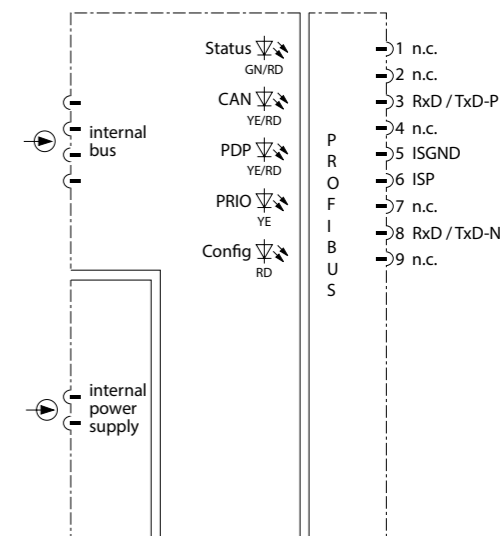 Status
GN/RD
CAN
YE/RD
PDP
YE/RD
PRIO
YE
Config
RD
internal
bus
internal
power
supply
P
R
O
F
I
B
U
S
1 n.c.
2 n.c.
3 RxD / TxD-P
4 n.c.
5 ISGND
6 ISP
7 n.c.
8 RxD / TxD-N
9 n.c.